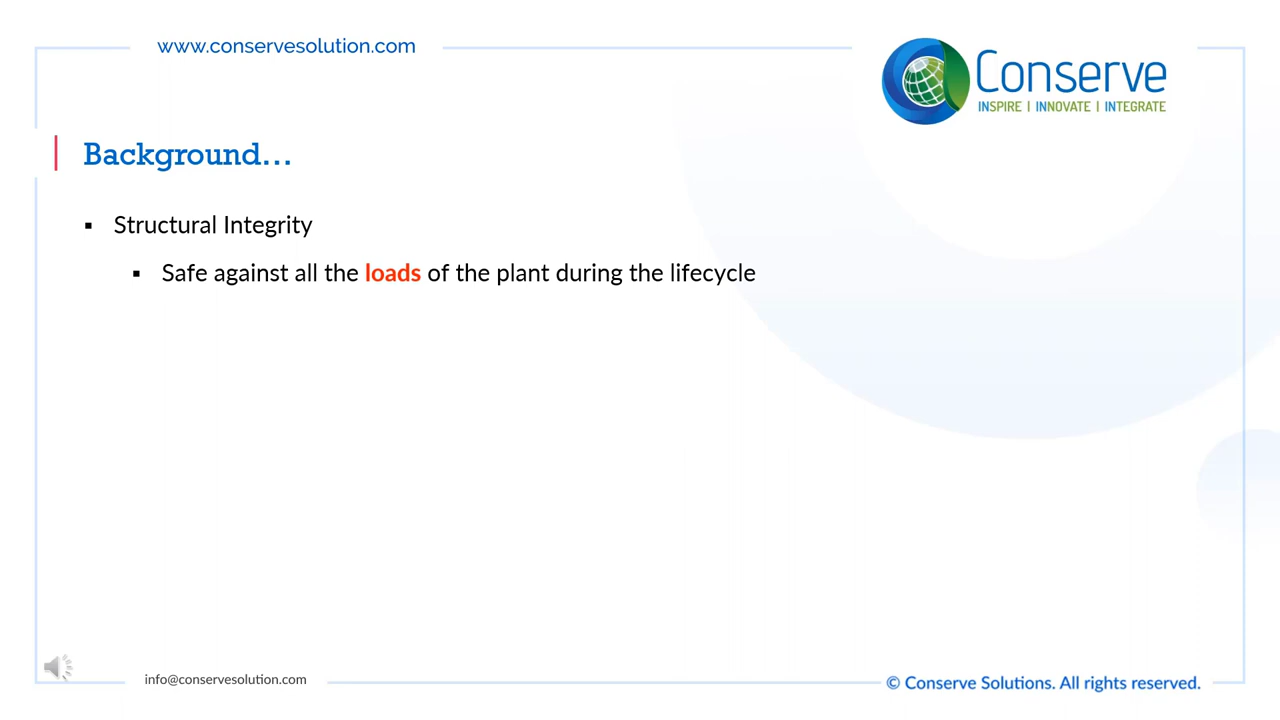 www.conservesolution.com
Conserve
INSPIRE | INNOVATE | INTEGRATE
Background...
▪ Structural Integrity
▪ Safe against all the loads of the plant during the lifecycle
info@conservesolution.com
© Conserve Solutions. All rights reserved.